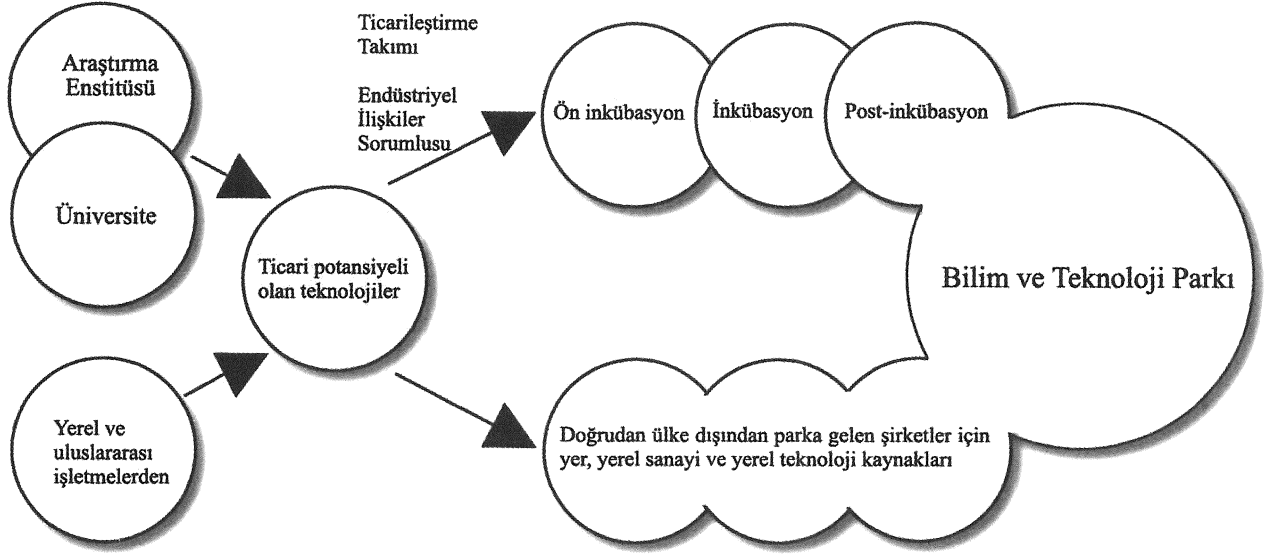 Araştırma
Enstitüsü
Üniversite
Yerel ve
uluslararası
işletmelerden
Ticari potansiyeli
olan teknolojiler
Ticarileştirme
Takımı
Endüstriyel
İlişkiler
Sorumlusu
Ön inkübasyon
İnkübasyon
Post-inkübasyon
Bilim ve Teknoloji Parkı
Doğrudan ülke dışından parka gelen şirketler için
yer, yerel sanayi ve yerel teknoloji kaynakları